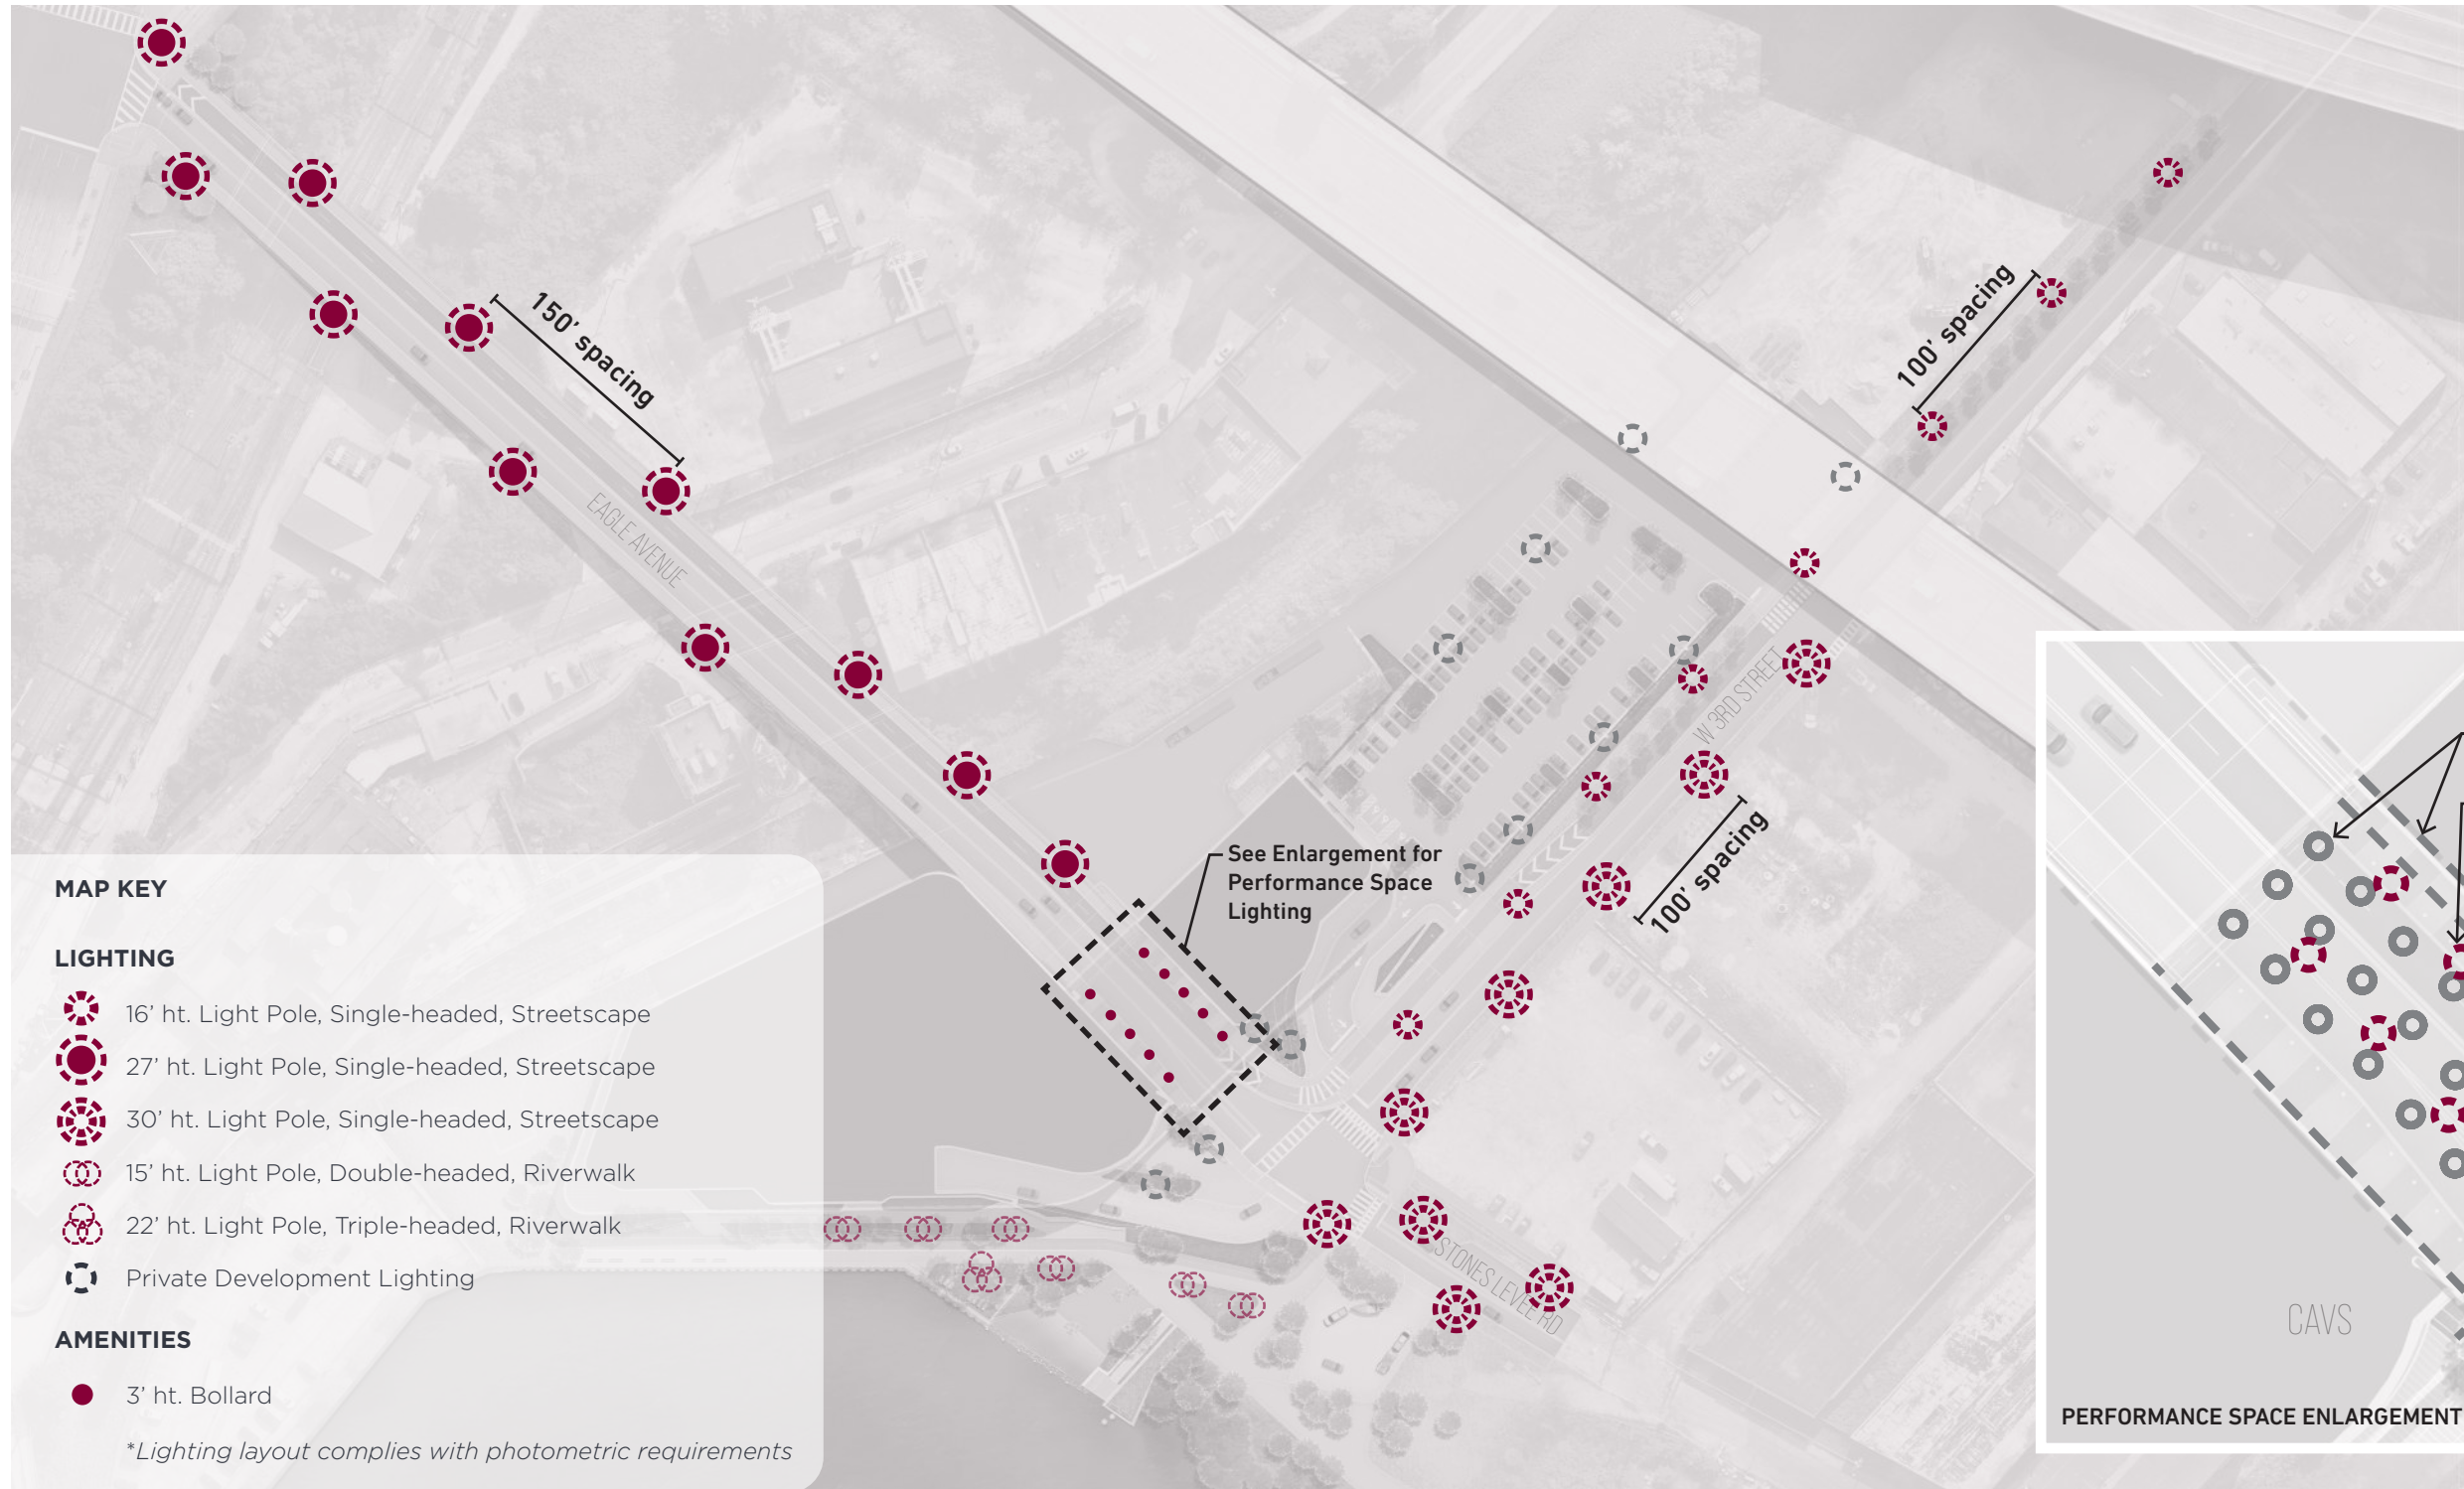 150' spacing
EAGLE AVENUE
100' spacing
W 3RD STREET
100' spacing
See Enlargement for
Performance Space
Lighting
STONES LEVEE RD
MAP KEY
LIGHTING
16' ht. Light Pole, Single-headed, Streetscape
27' ht. Light Pole, Single-headed, Streetscape
30' ht. Light Pole, Single-headed, Streetscape
15' ht. Light Pole, Double-headed, Riverwalk
22' ht. Light Pole, Triple-headed, Riverwalk
Private Development Lighting
AMENITIES
3' ht. Bollard
*Lighting layout complies with photometric requirements
CAVS
PERFORMANCE SPACE ENLARGEMENT